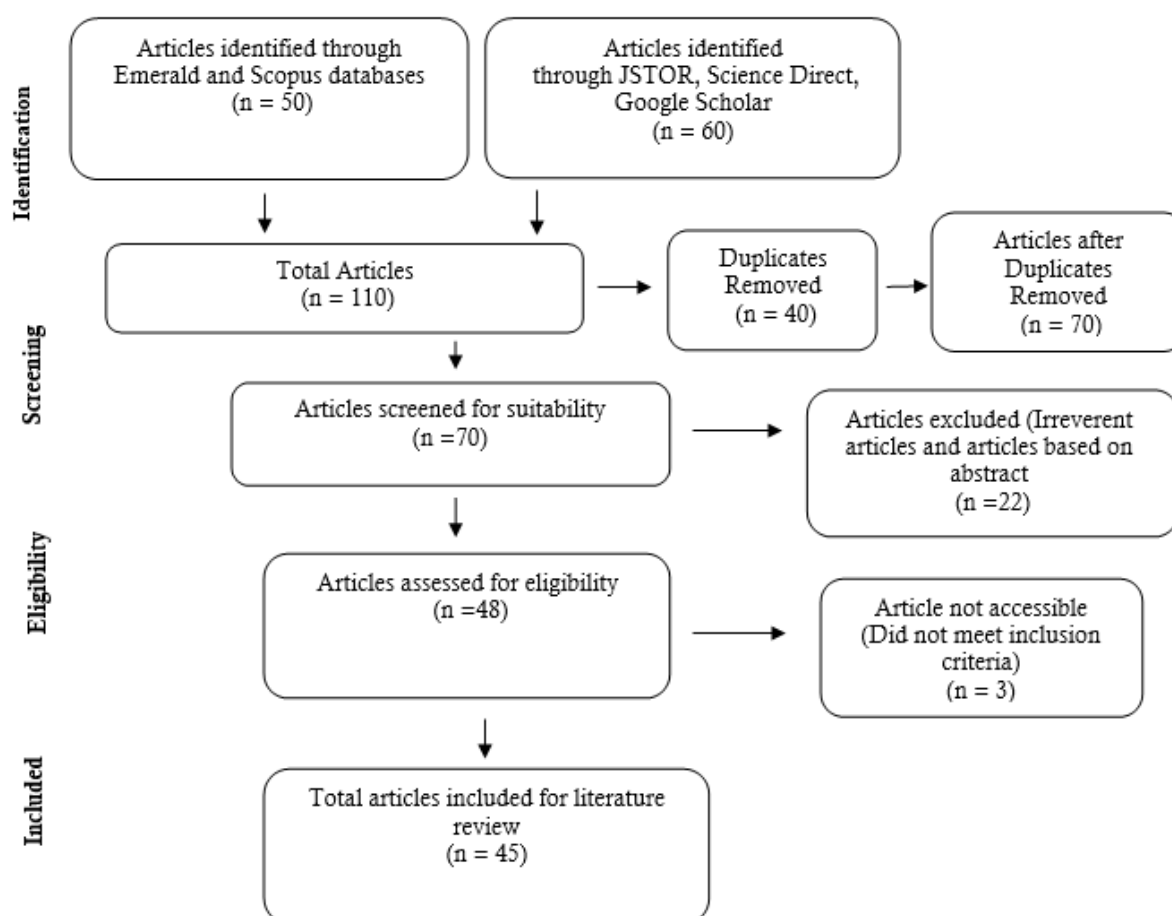 Identification
Articles identified through
Emerald and Scopus databases
(n = 50)
Articles identified
through JSTOR, Science Direct,
Google Scholar
(n = 60)
Total Articles
(n = 110)
Duplicates
Removed
(n = 40)
Articles after
Duplicates
Removed
(n = 70)
Screening
Articles screened for suitability
(n =70)
Articles excluded (Irreverent
articles and articles based on
abstract
(n =22)
Eligibility
Articles assessed for eligibility
(n =48)
Article not accessible
(Did not meet inclusion
criteria)
(n = 3)
Included
Total articles included for literature
review
(n = 45)